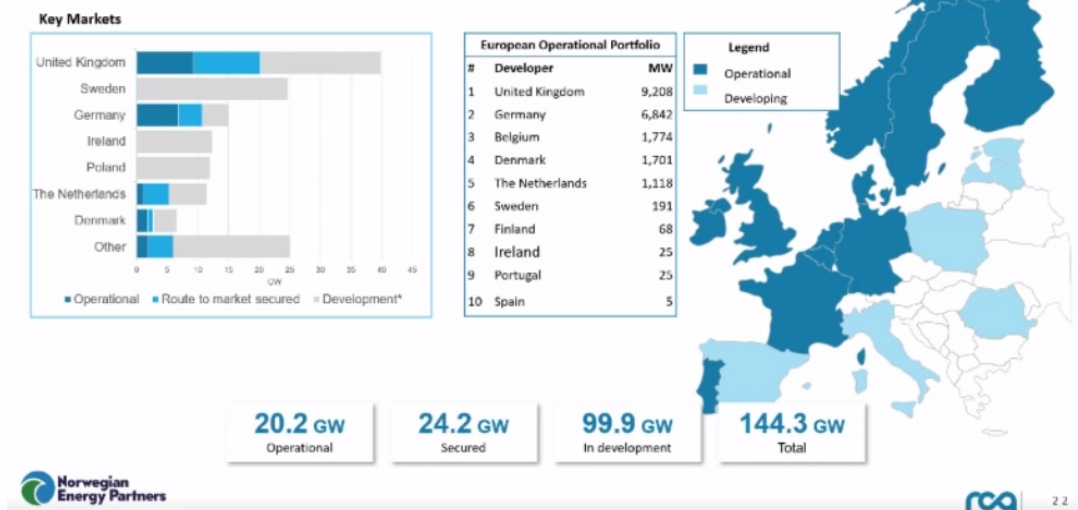 Key Markets
United Kingdom
Sweden
Germany
Ireland
Poland
The Netherlands
Denmark
Other
0 5 10 15 20 25 30 35 40 45
GW
Operational Route to market secured Development*
European Operational Portfolio
# Developer MW
1 United Kingdom 9,208
2 Germany 6,842
3 Belgium 1,774
4 Denmark 1,701
5 The Netherlands 1,118
6 Sweden 191
7 Finland 68
8 Ireland 25
9 Portugal 25
10 Spain 5
Legend
Operational
Developing
20.2 GW
Operational
24.2 GW
Secured
99.9 GW
In development
144.3 GW
Total
Norwegian
Energy Partners
rcg
22